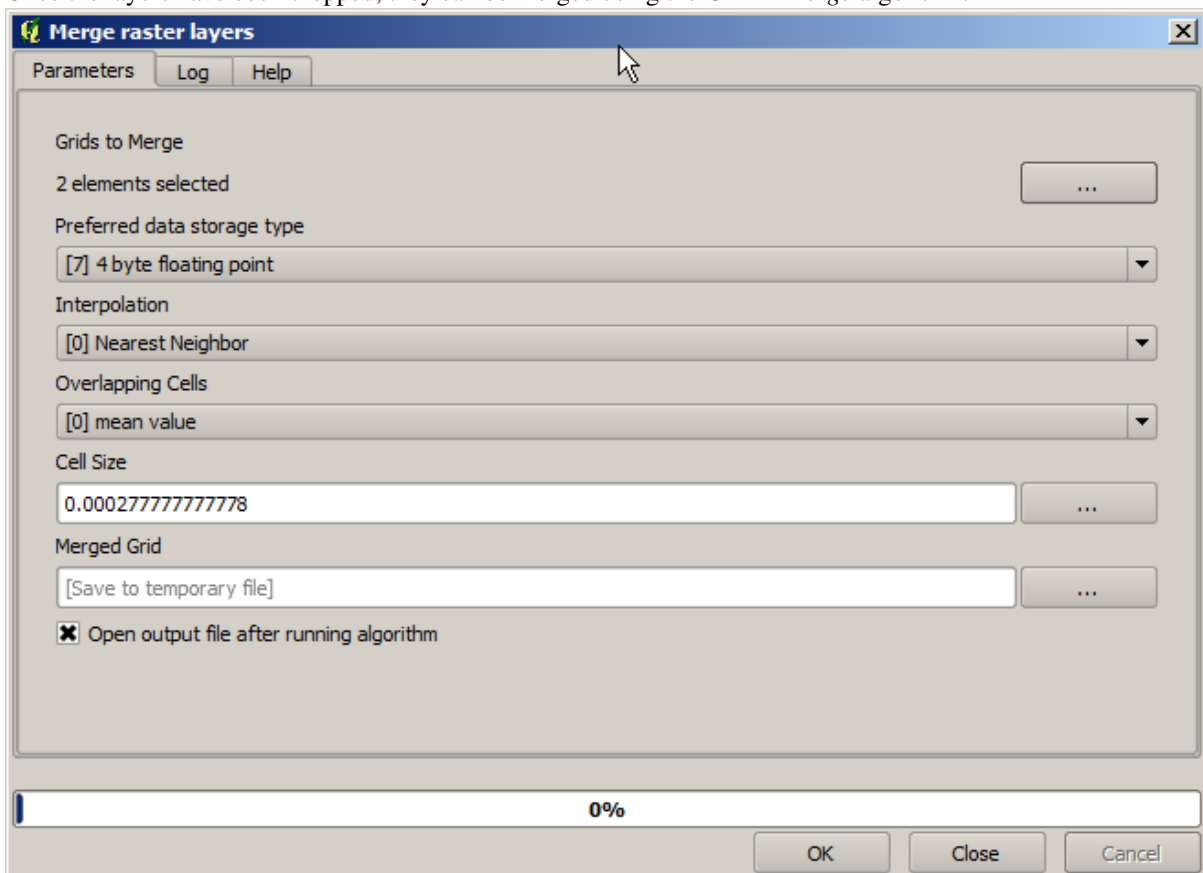 Merge raster layers
Parameters Log Help
Grids to Merge
2 elements selected
...
Preferred data storage type
[7] 4 byte floating point
Interpolation
[0] Nearest Neighbor
Overlapping Cells
[0] mean value
Cell Size
0.000277777777778
...
Merged Grid
[Save to temporary file]
...
Open output file after running algorithm
0%
OK Close Cancel